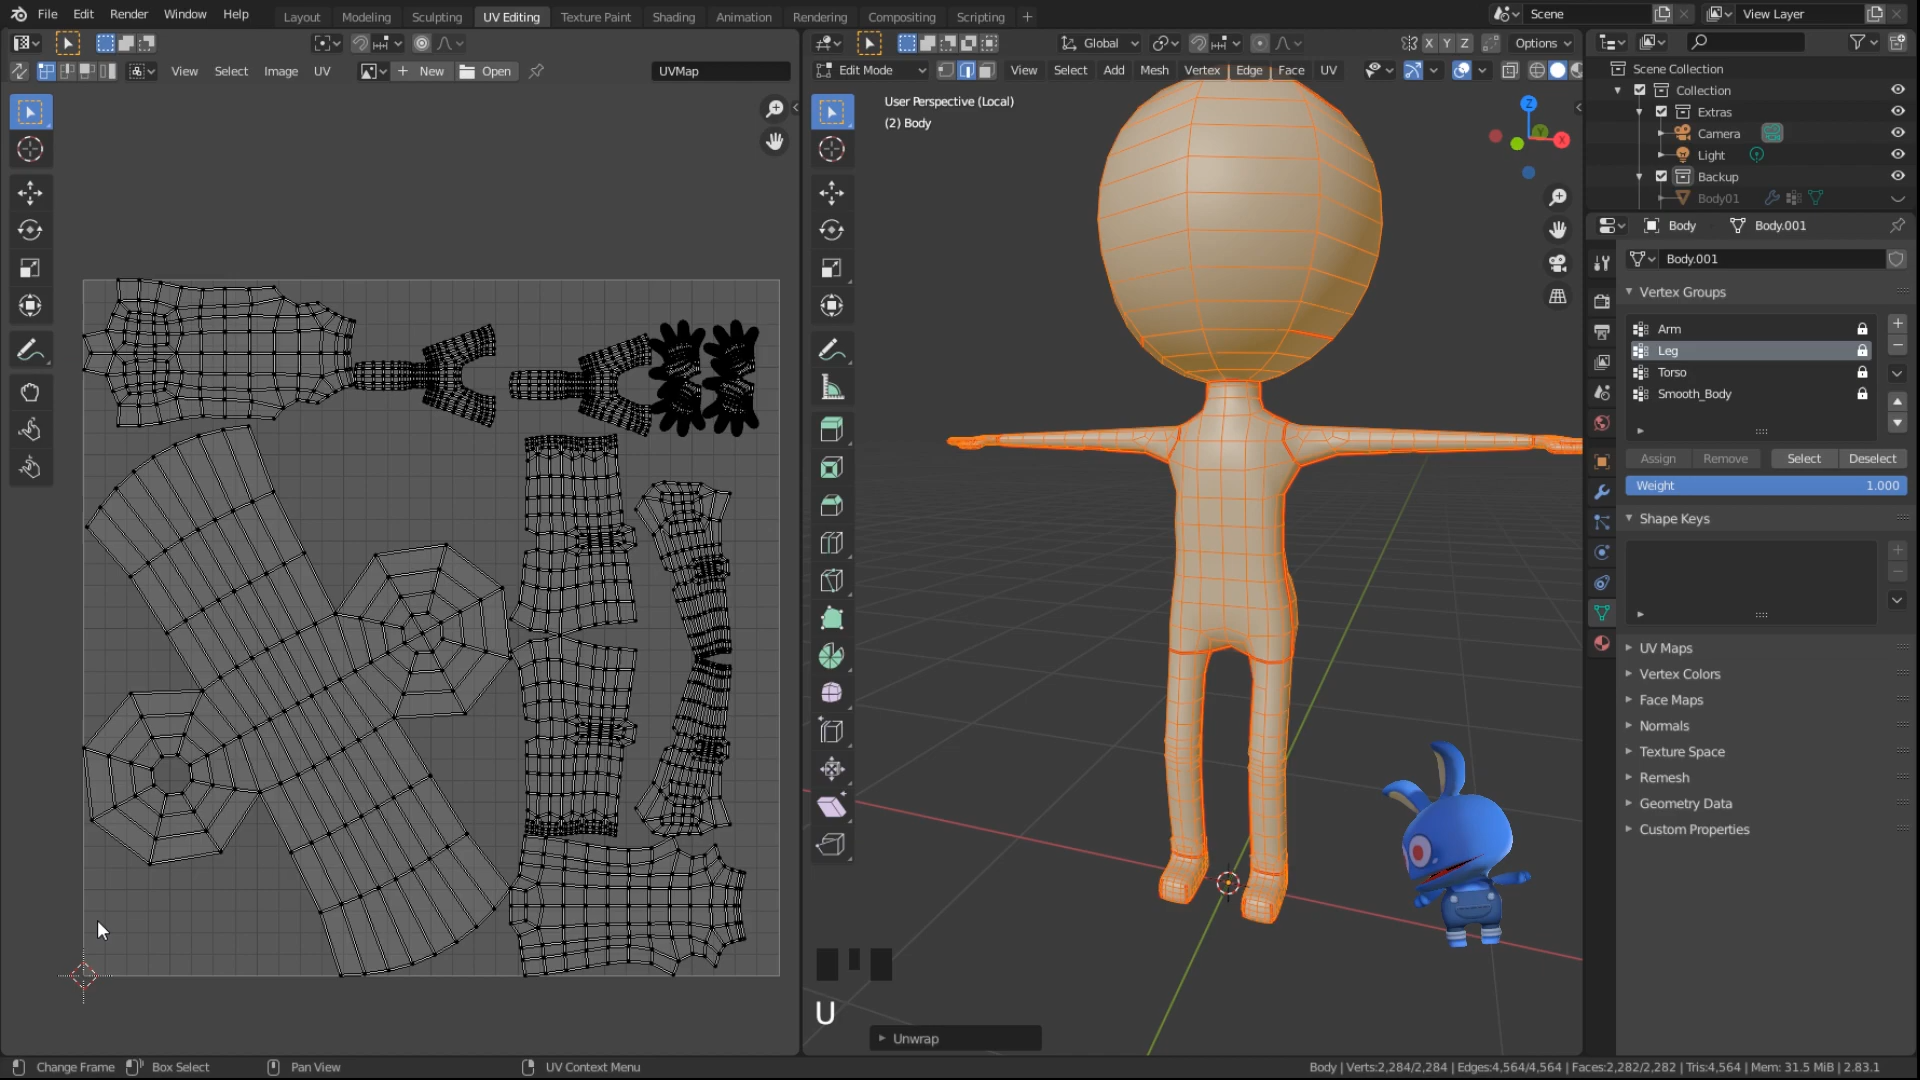 File Edit Render Window Help Layout Modeling Sculpting UV Editing Texture Paint Shading Animation Rendering Compositing Scripting + Scene View Layer
Global Options
View Select Image UV New Open UVMap
Edit Mode View Select Add Mesh Vertex Edge Face UV
X Y Z
User Perspective (Local)
(2) Body
Z
Y
X
Scene Collection
Collection
Extras
Camera
Light
Backup
Body01
Body Body.001
Body.001
Vertex Groups
Arm
Leg
Torso
Smooth_Body
Assign Remove Select Deselect
Weight 1.000
Shape Keys
UV Maps
Vertex Colors
Face Maps
Normals
Texture Space
Remesh
Geometry Data
Custom Properties
U
Unwrap
Change Frame Box Select Pan View UV Context Menu Body | Verts:2,284/2,284 | Edges:4,564/4,564 | Faces:2,282/2,282 | Tris:4,564 | Mem: 31.5 MiB | 2.83.1